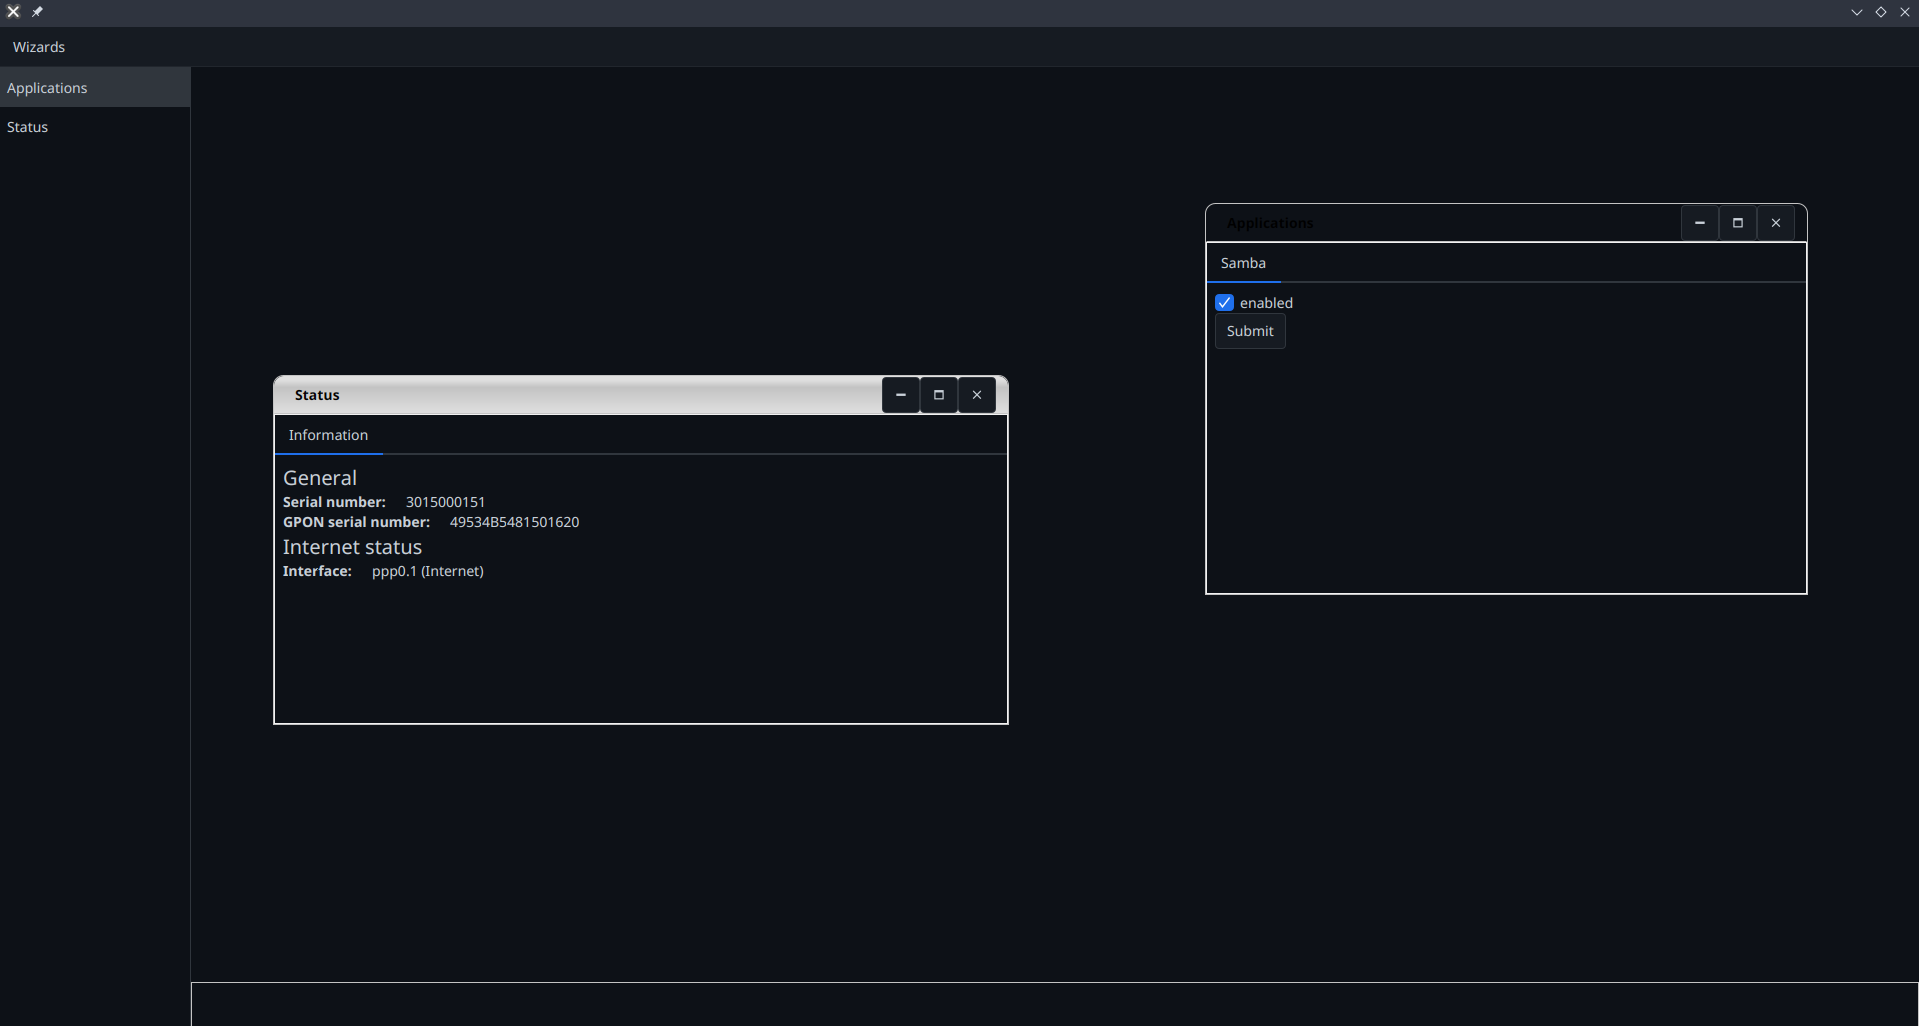 Wizards
Applications
Status
Applications
Samba
enabled
Submit
Status
Information
General
Serial number: 3015000151
GPON serial number: 49534B5481501620
Internet status
Interface: ppp0.1 (Internet)